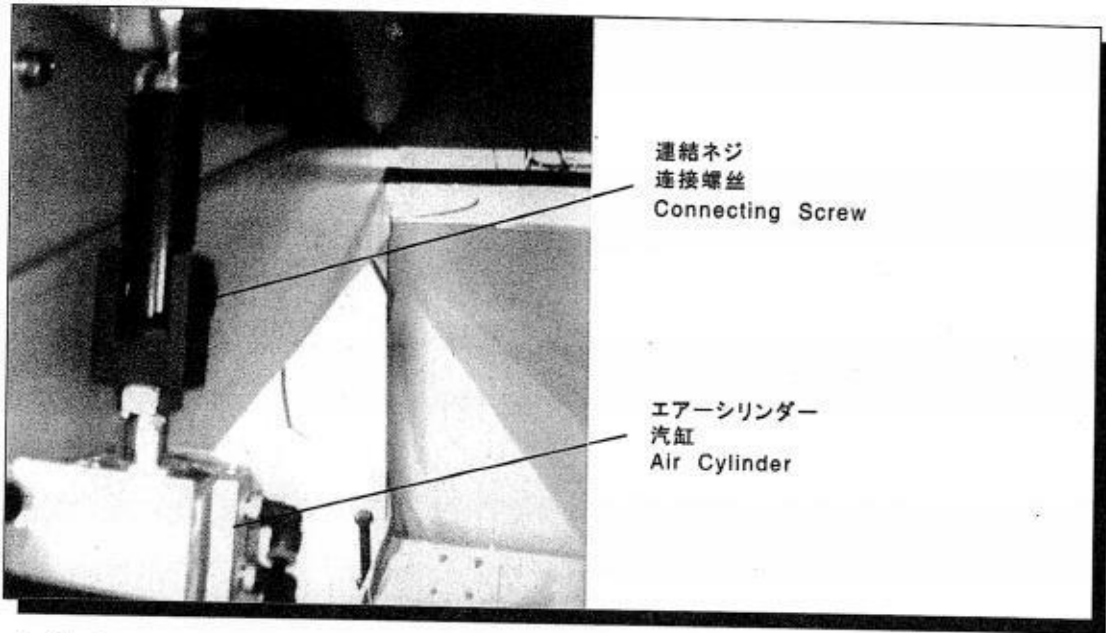 連結ネジ
连接螺丝
Connecting Screw
エアーシリンダー
汽缸
Air Cylinder